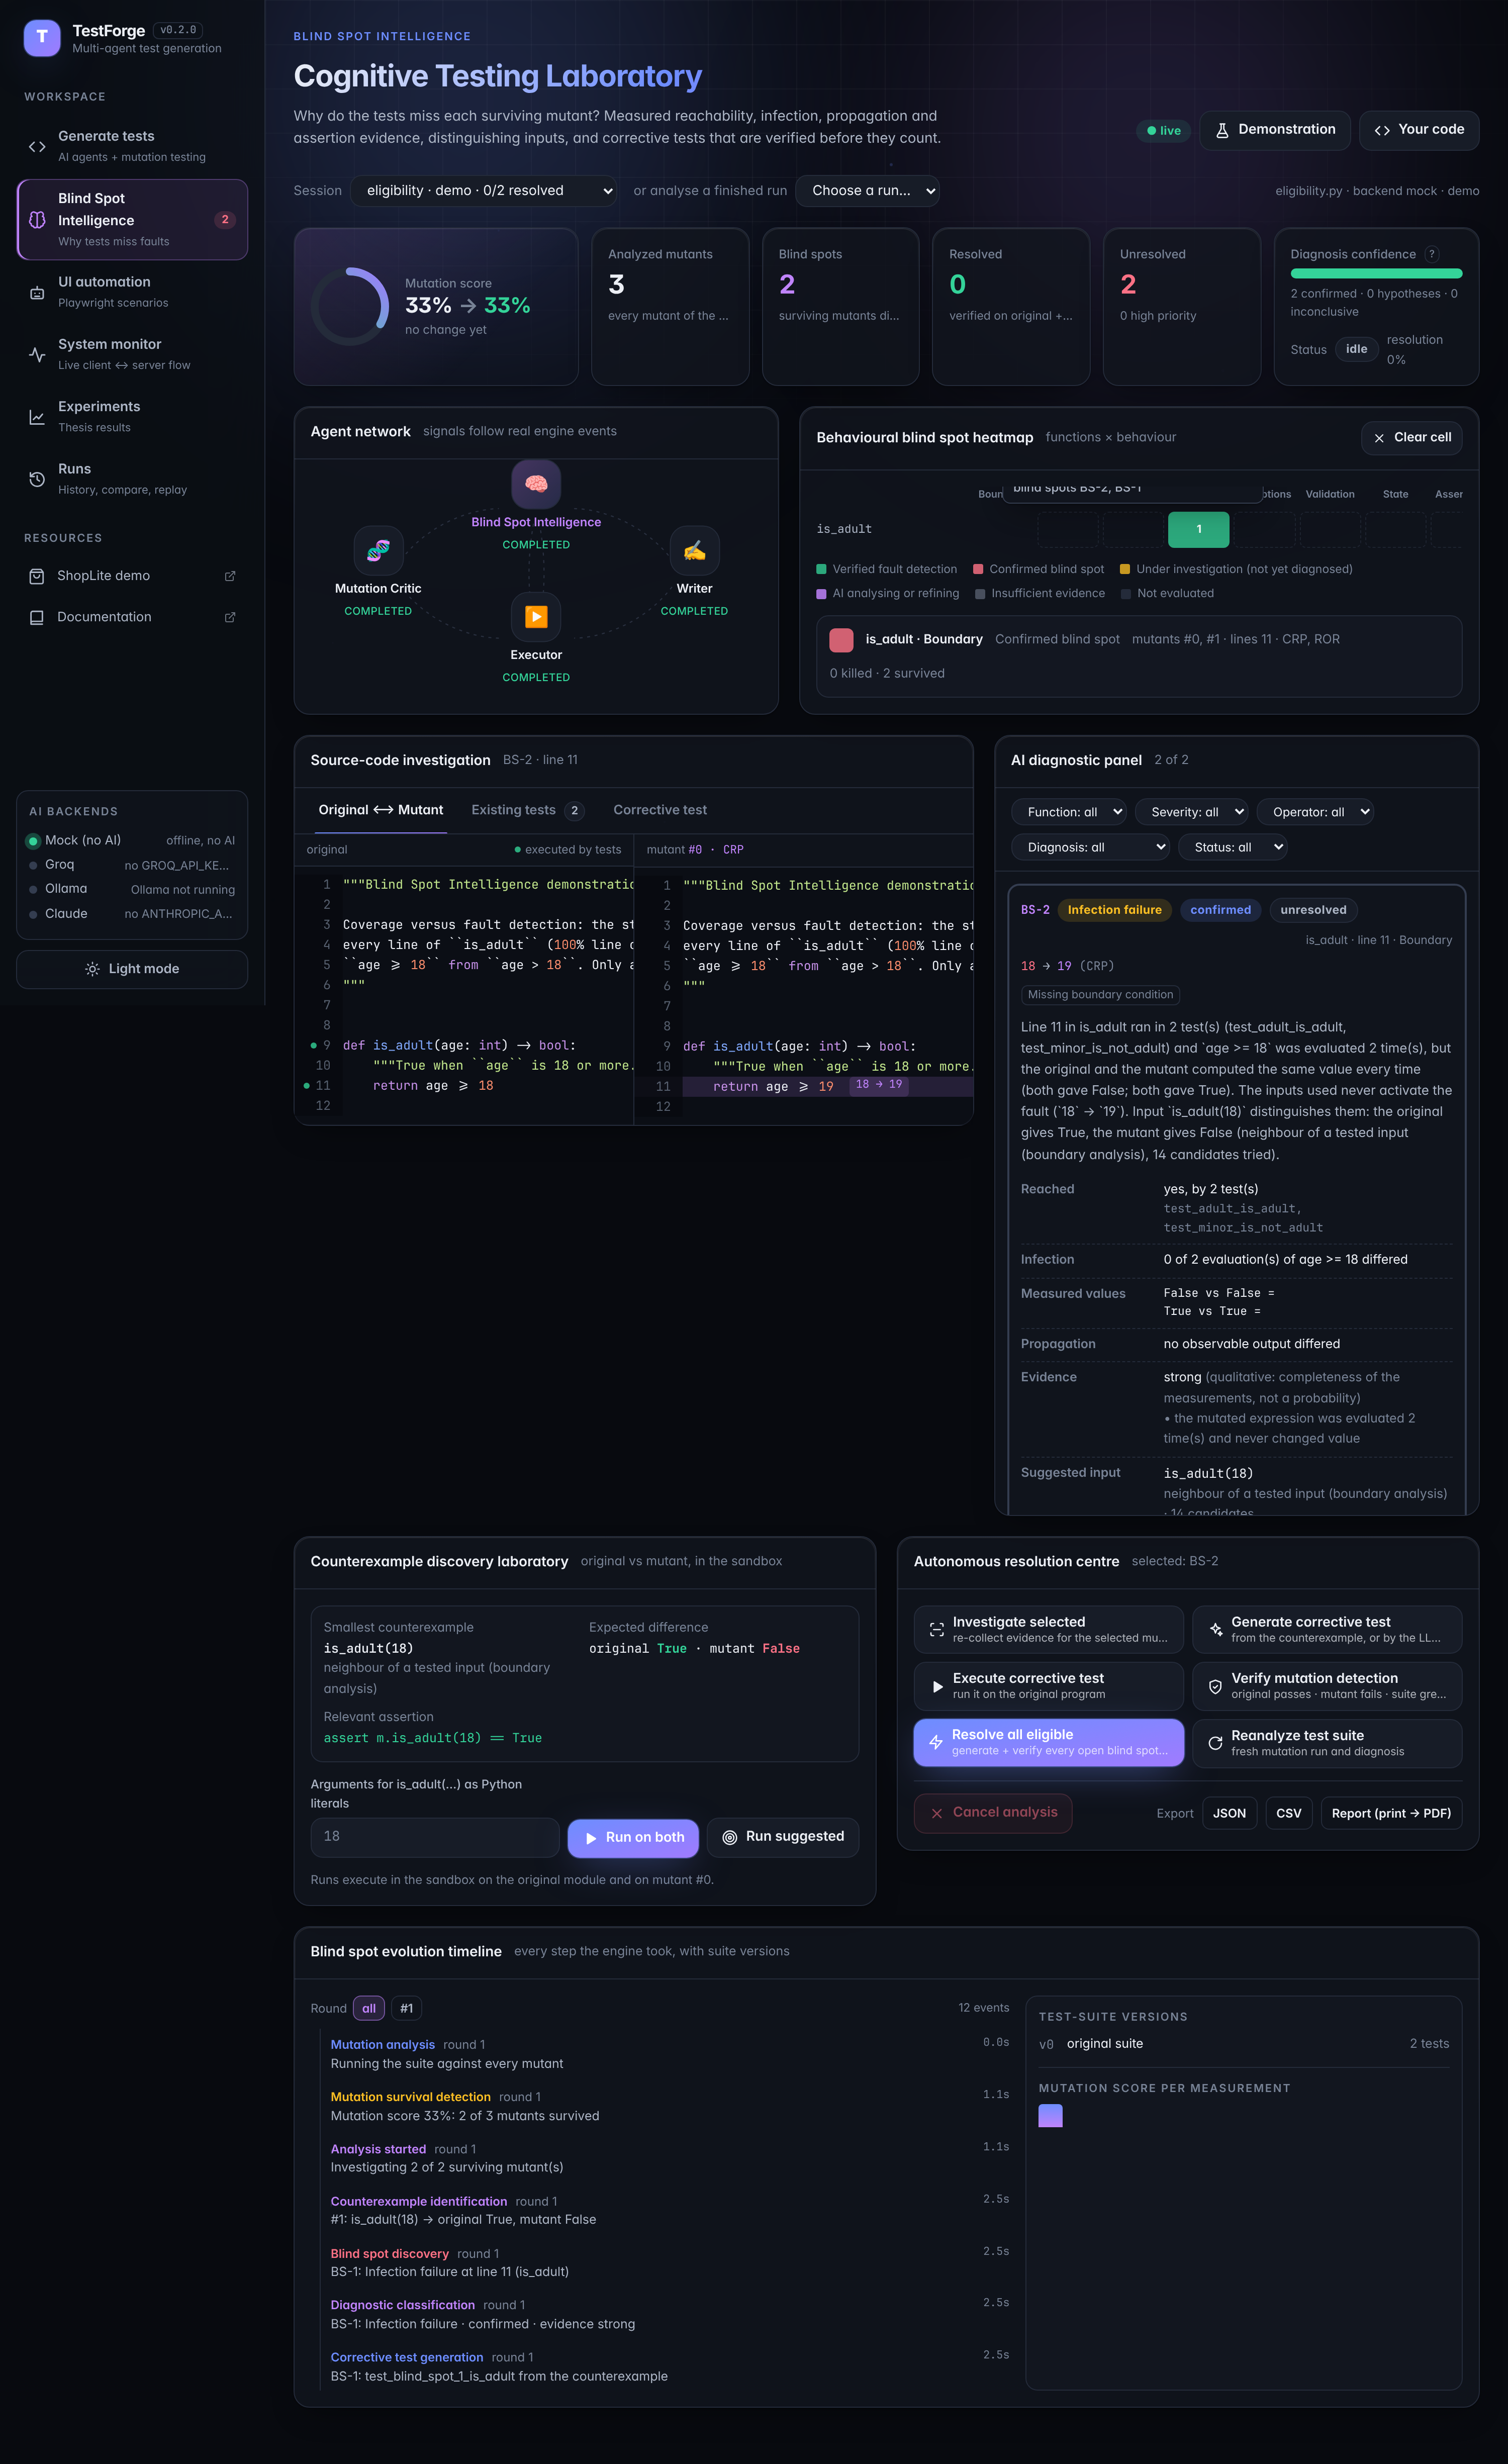 T
TestForge v0.2.0
Multi-agent test generation
WORKSPACE
Generate tests
AI agents + mutation testing
Blind Spot
Intelligence
2
Why tests miss faults
UI automation
Playwright scenarios
System monitor
Live client ↔ server flow
Experiments
Thesis results
Runs
History, compare, replay
RESOURCES
ShopLite demo
Documentation
AI BACKENDS
Mock (no AI) offline, no AI
Groq no GROQ_API_KE...
Ollama Ollama not running
Claude no ANTHROPIC_A...
Light mode
BLIND SPOT INTELLIGENCE
Cognitive Testing Laboratory
Why do the tests miss each surviving mutant? Measured reachability, infection, propagation and
assertion evidence, distinguishing inputs, and corrective tests that are verified before they count.
live
Demonstration
Your code
Session eligibility · demo · 0/2 resolved or analyse a finished run Choose a run...
eligibility.py · backend mock · demo
Mutation score
33% → 33%
no change yet
Analyzed mutants
3
every mutant of the ...
Blind spots
2
surviving mutants di...
Resolved
0
verified on original +...
Unresolved
2
0 high priority
Diagnosis confidence ?
2 confirmed · 0 hypotheses · 0
inconclusive
Status idle resolution
0%
Agent network signals follow real engine events
Blind Spot Intelligence
COMPLETED
Mutation Critic
COMPLETED
Writer
COMPLETED
Executor
COMPLETED
Behavioural blind spot heatmap functions × behaviour
Clear cell
blind spots BS-2, BS-1
Validation State
is_adult 1
Verified fault detection Confirmed blind spot Under investigation (not yet diagnosed)
AI analysing or refining Insufficient evidence Not evaluated
is_adult · Boundary Confirmed blind spot mutants #0, #1 · lines 11 · CRP, ROR
0 killed · 2 survived
Source-code investigation BS-2 · line 11
Original ⟷ Mutant Existing tests 2 Corrective test
original executed by tests
1 """Blind Spot Intelligence demonstratio
2
3 Coverage versus fault detection: the st
4 every line of ``is_adult`` (100% line c
5 ``age ≥ 18`` from ``age > 18``. Only a
6 """
7
8
9 def is_adult(age: int) → bool:
10 """True when ``age`` is 18 or more.
11 return age ≥ 18
12
mutant #0 · CRP
1 """Blind Spot Intelligence demonstratio
2
3 Coverage versus fault detection: the st
4 every line of ``is_adult`` (100% line c
5 ``age ≥ 18`` from ``age > 18``. Only a
6 """
7
8
9 def is_adult(age: int) → bool:
10 """True when ``age`` is 18 or more.
11 return age ≥ 19 18 → 19
12
AI diagnostic panel 2 of 2
Function: all Severity: all Operator: all
Diagnosis: all Status: all
BS-2 Infection failure confirmed unresolved
is_adult · line 11 · Boundary
18 → 19 (CRP)
Missing boundary condition
Line 11 in is_adult ran in 2 test(s) (test_adult_is_adult,
test_minor_is_not_adult) and `age >= 18` was evaluated 2 time(s), but
the original and the mutant computed the same value every time
(both gave False; both gave True). The inputs used never activate the
fault (`18` → `19`). Input `is_adult(18)` distinguishes them: the original
gives True, the mutant gives False (neighbour of a tested input
(boundary analysis), 14 candidates tried).
Reached yes, by 2 test(s)
test_adult_is_adult,
test_minor_is_not_adult
Infection 0 of 2 evaluation(s) of age >= 18 differed
Measured values False vs False =
True vs True =
Propagation no observable output differed
Evidence strong (qualitative: completeness of the
measurements, not a probability)
• the mutated expression was evaluated 2
time(s) and never changed value
Suggested input is_adult(18)
neighbour of a tested input (boundary analysis)
· 14 candidates
Counterexample discovery laboratory original vs mutant, in the sandbox
Smallest counterexample
is_adult(18)
neighbour of a tested input (boundary
analysis)
Expected difference
original True · mutant False
Relevant assertion
assert m.is_adult(18) == True
Arguments for is_adult(...) as Python
literals
18
Run on both
Run suggested
Runs execute in the sandbox on the original module and on mutant #0.
Autonomous resolution centre selected: BS-2
Investigate selected
re-collect evidence for the selected mu...
Generate corrective test
from the counterexample, or by the LL...
Execute corrective test
run it on the original program
Verify mutation detection
original passes · mutant fails · suite gre...
Resolve all eligible
generate + verify every open blind spot...
Reanalyze test suite
fresh mutation run and diagnosis
Cancel analysis
Export JSON CSV Report (print → PDF)
Blind spot evolution timeline every step the engine took, with suite versions
Round all #1 12 events
Mutation analysis round 1 0.0s
Running the suite against every mutant
Mutation survival detection round 1 1.1s
Mutation score 33%: 2 of 3 mutants survived
Analysis started round 1 1.1s
Investigating 2 of 2 surviving mutant(s)
Counterexample identification round 1 2.5s
#1: is_adult(18) → original True, mutant False
Blind spot discovery round 1 2.5s
BS-1: Infection failure at line 11 (is_adult)
Diagnostic classification round 1 2.5s
BS-1: Infection failure · confirmed · evidence strong
Corrective test generation round 1 2.5s
BS-1: test_blind_spot_1_is_adult from the counterexample
TEST-SUITE VERSIONS
v0 original suite 2 tests
MUTATION SCORE PER MEASUREMENT